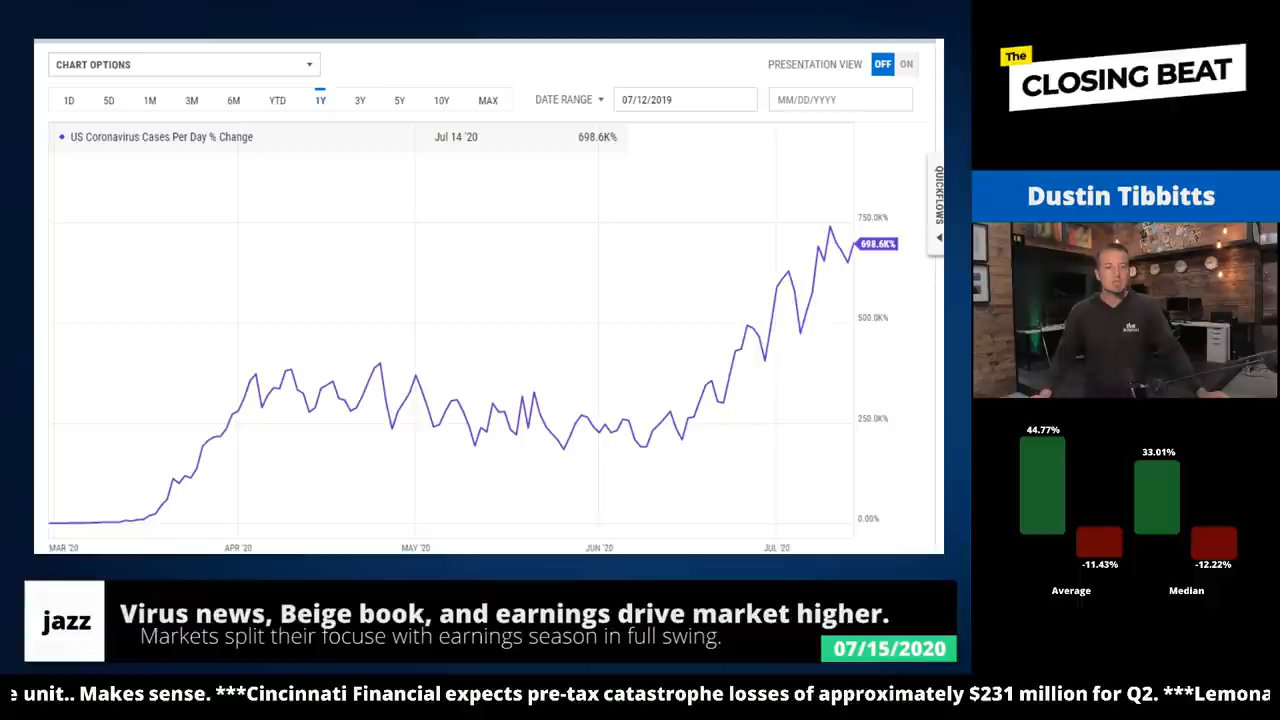 CHART OPTIONS
PRESENTATION VIEW OFF ON
1D 5D 1M 3M 6M YTD 1Y 3Y 5Y 10Y MAX DATE RANGE 07/12/2019 MM/DD/YYYY
US Coronavirus Cases Per Day % Change Jul 14 '20 698.6K%
QUICKFLOWS
750.0K%
698.6K%
500.0K%
250.0K%
0.00%
MAR '20 APR '20 MAY '20 JUN '20 JUL '20
The
CLOSING BEAT
Dustin Tibbitts
44.77%
33.01%
-11.43%
-12.22%
Average Median
jazz
Virus news, Beige book, and earnings drive market higher.
Markets split their focuse with earnings season in full swing.
07/15/2020
e unit.. Makes sense. ***Cincinnati Financial expects pre-tax catastrophe losses of approximately $231 million for Q2. ***Lemona